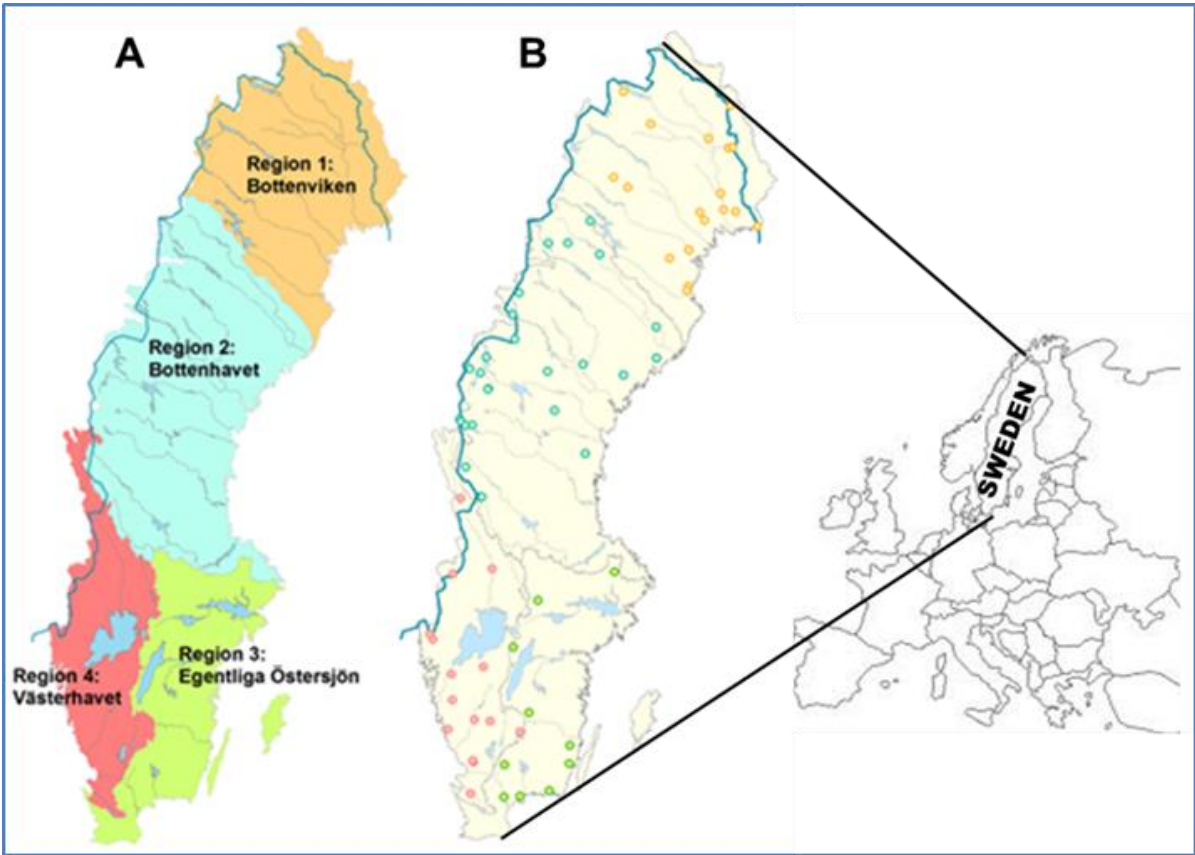 A
B
Region 1:
Bottenviken
Region 2:
Bottenhavet
Region 3:
Egentliga Östersjön
Region 4:
Västerhavet
SWEDEN